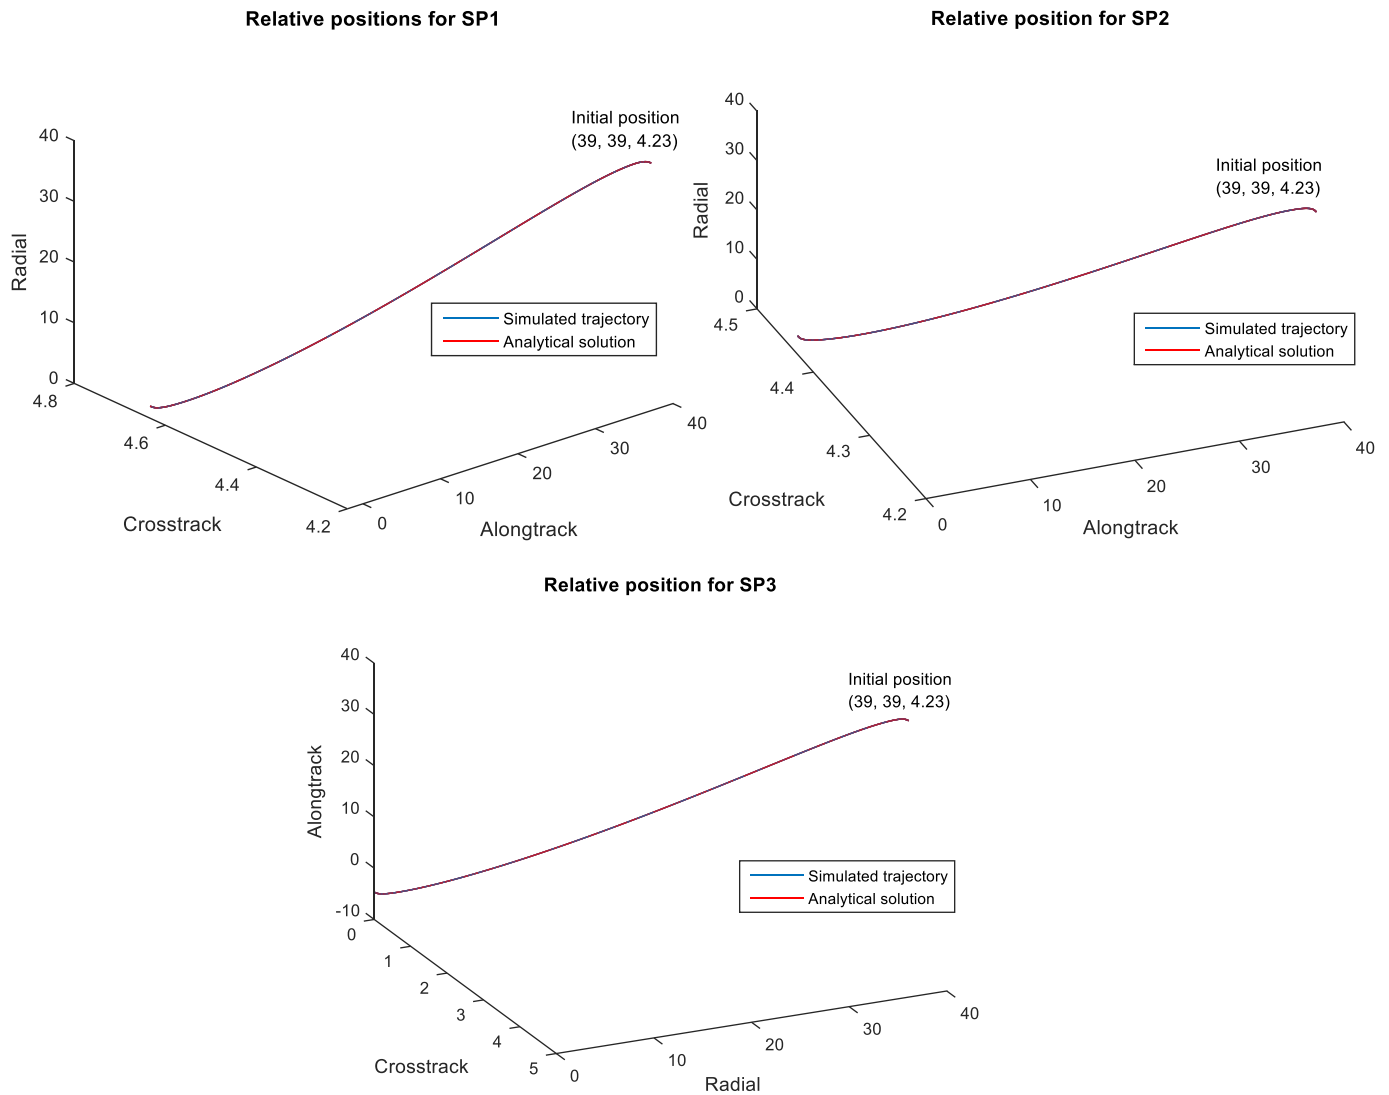 Relative positions for SP1
Initial position
(39, 39, 4.23)
40
30
20
10
0
Radial
4.8
4.6
4.4
4.2
Crosstrack
0
10
20
30
40
Alongtrack
Simulated trajectory
Analytical solution
Relative position for SP2
Initial position
(39, 39, 4.23)
40
30
20
10
0
Radial
4.5
4.4
4.3
4.2
Crosstrack
0
10
20
30
40
Alongtrack
Simulated trajectory
Analytical solution
Relative position for SP3
Initial position
(39, 39, 4.23)
40
30
20
10
0
-10
Alongtrack
0
1
2
3
4
5
Crosstrack
0
10
20
30
40
Radial
Simulated trajectory
Analytical solution